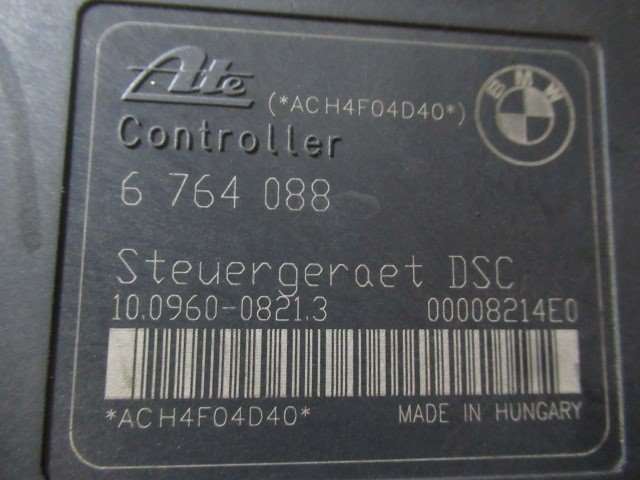 Ate (*ACH4F04D40*) BMW
Controller
6 764 088
Steuergeraet DSC
10.0960-0821.3 00008214E0
*ACH4F04D40* MADE IN HUNGARY